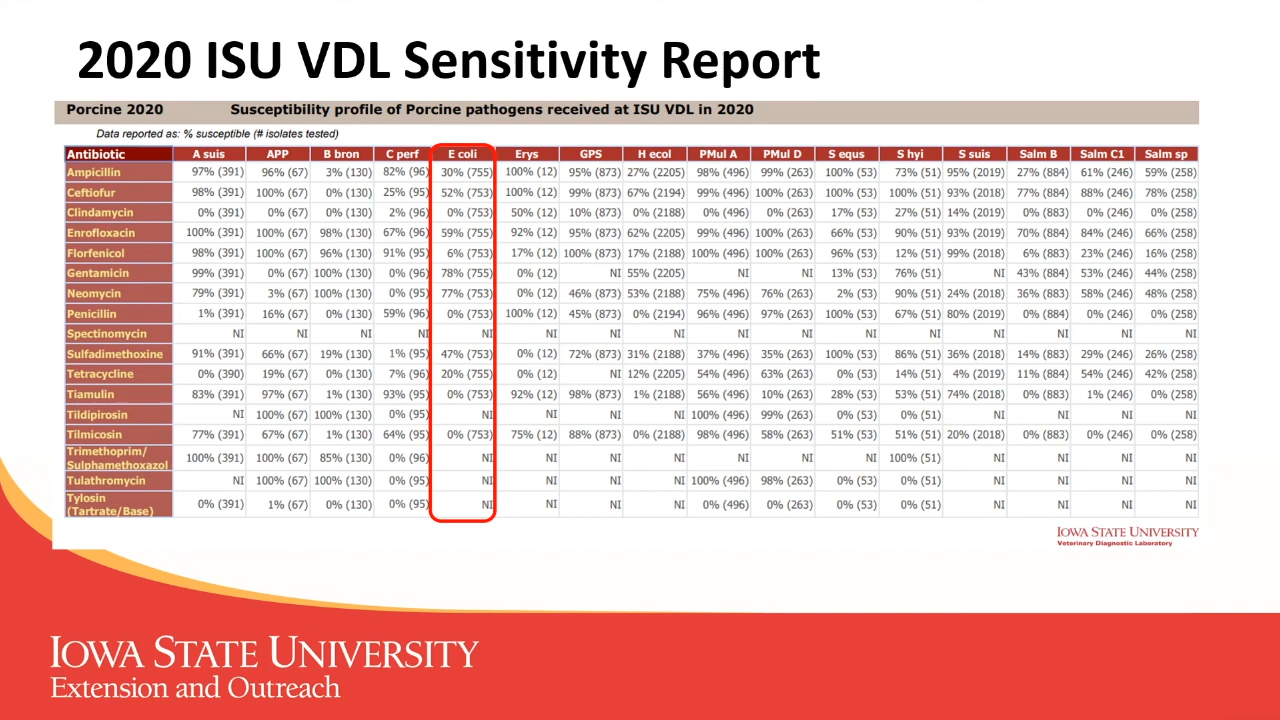 2020 ISU VDL Sensitivity Report
Porcine 2020 Susceptibility profile of Porcine pathogens received at ISU VDL in 2020
Data reported as: % susceptible (# isolates tested)
Antibiotic A suis APP B bron C perf E coli Erys GPS H ecol PMul A PMul D S equs S hyi S suis Salm B Salm C1 Salm sp
Ampicillin 97% (391) 96% (67) 3% (130) 82% (96) 30% (755) 100% (12) 95% (873) 27% (2205) 98% (496) 99% (263) 100% (53) 73% (51) 95% (2019) 27% (884) 61% (246) 59% (258)
Ceftiofur 98% (391) 100% (67) 0% (130) 25% (95) 52% (753) 100% (12) 99% (873) 67% (2194) 99% (496) 100% (263) 100% (53) 100% (51) 93% (2018) 77% (884) 88% (246) 78% (258)
Clindamycin 0% (391) 0% (67) 0% (130) 2% (96) 0% (753) 50% (12) 10% (873) 0% (2188) 0% (496) 0% (263) 17% (53) 27% (51) 14% (2019) 0% (883) 0% (246) 0% (258)
Enrofloxacin 100% (391) 100% (67) 98% (130) 67% (96) 59% (755) 92% (12) 95% (873) 62% (2205) 99% (496) 100% (263) 66% (53) 90% (51) 93% (2019) 70% (884) 84% (246) 66% (258)
Florfenicol 98% (391) 100% (67) 96% (130) 91% (95) 6% (753) 17% (12) 100% (873) 17% (2188) 100% (496) 100% (263) 96% (53) 12% (51) 99% (2018) 6% (883) 23% (246) 16% (258)
Gentamicin 99% (391) 0% (67) 100% (130) 0% (96) 78% (755) 0% (12) NI 55% (2205) NI NI 13% (53) 76% (51) NI 43% (884) 53% (246) 44% (258)
Neomycin 79% (391) 3% (67) 100% (130) 0% (95) 77% (753) 0% (12) 46% (873) 53% (2188) 75% (496) 76% (263) 2% (53) 90% (51) 24% (2018) 36% (883) 58% (246) 48% (258)
Penicillin 1% (391) 16% (67) 0% (130) 59% (96) 0% (753) 100% (12) 45% (873) 0% (2194) 96% (496) 97% (263) 100% (53) 67% (51) 80% (2019) 0% (884) 0% (246) 0% (258)
Spectinomycin NI NI NI NI NI NI NI NI NI NI NI NI NI NI NI NI
Sulfadimethoxine 91% (391) 66% (67) 19% (130) 1% (95) 47% (753) 0% (12) 72% (873) 31% (2188) 37% (496) 35% (263) 100% (53) 86% (51) 36% (2018) 14% (883) 29% (246) 26% (258)
Tetracycline 0% (390) 19% (67) 0% (130) 7% (96) 20% (755) 0% (12) NI 12% (2205) 54% (496) 63% (263) 0% (53) 14% (51) 4% (2019) 11% (884) 54% (246) 42% (258)
Tiamulin 83% (391) 97% (67) 1% (130) 93% (95) 0% (753) 92% (12) 98% (873) 1% (2188) 56% (496) 10% (263) 28% (53) 53% (51) 74% (2018) 0% (883) 1% (246) 0% (258)
Tildipirosin NI 100% (67) 100% (130) 0% (95) NI NI NI NI 100% (496) 99% (263) 0% (53) 0% (51) NI NI NI NI
Tilmicosin 77% (391) 67% (67) 1% (130) 64% (95) 0% (753) 75% (12) 88% (873) 0% (2188) 98% (496) 58% (263) 51% (53) 51% (51) 20% (2018) 0% (883) 0% (246) 0% (258)
Trimethoprim/
Sulphamethoxazol 100% (391) 100% (67) 85% (130) 0% (96) NI NI NI NI NI NI NI 100% (51) NI NI NI NI
Tulathromycin NI 100% (67) 100% (130) 0% (95) NI NI NI NI 100% (496) 98% (263) 0% (53) 0% (51) NI NI NI NI
Tylosin
(Tartrate/Base) 0% (391) 1% (67) 0% (130) 0% (95) NI NI NI NI 0% (496) 0% (263) 0% (53) 0% (51) NI NI NI NI
IOWA STATE UNIVERSITY
Veterinary Diagnostic Laboratory
IOWA STATE UNIVERSITY
Extension and Outreach